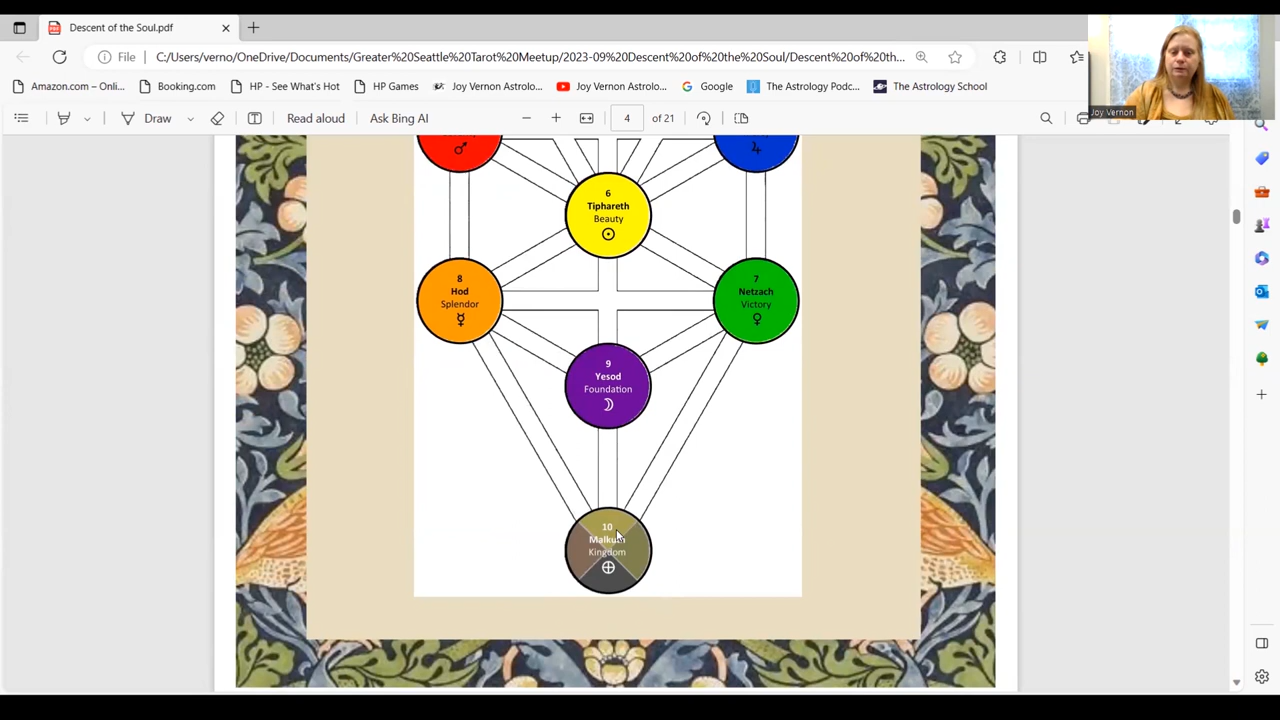 Descent of the Soul.pdf
File
C:/Users/verno/OneDrive/Documents/Greater%20Seattle%20Tarot%20Meetup/2023-09%20Descent%20of%20the%20Soul/Descent%20of%20th...
Amazon.com – Onli...
Booking.com
HP - See What's Hot
HP Games
Joy Vernon Astrolo...
Joy Vernon Astrolo...
Google
The Astrology Podc...
The Astrology School
Draw
Read aloud
Ask Bing
4
of 21
Joy Vernon
6
Tiphareth
Beauty
8
Hod
Splendor
7
Netzach
Victory
9
Yesod
Foundation
10
Kingdom